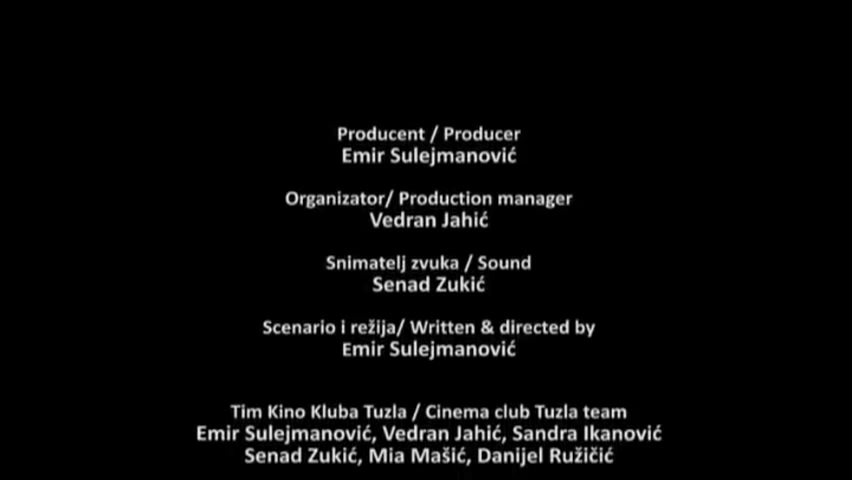 Producent / Producer
Emir Sulejmanović
Organizator/ Production manager
Vedran Jahić
Snimatelj zvuka / Sound
Senad Zukić
Scenario i režija/ Written & directed by
Emir Sulejmanović
Tim Kino Kluba Tuzla / Cinema club Tuzla team
Emir Sulejmanović, Vedran Jahić, Sandra Ikanović
Senad Zukić, Mia Mašić, Danijel Ružičić